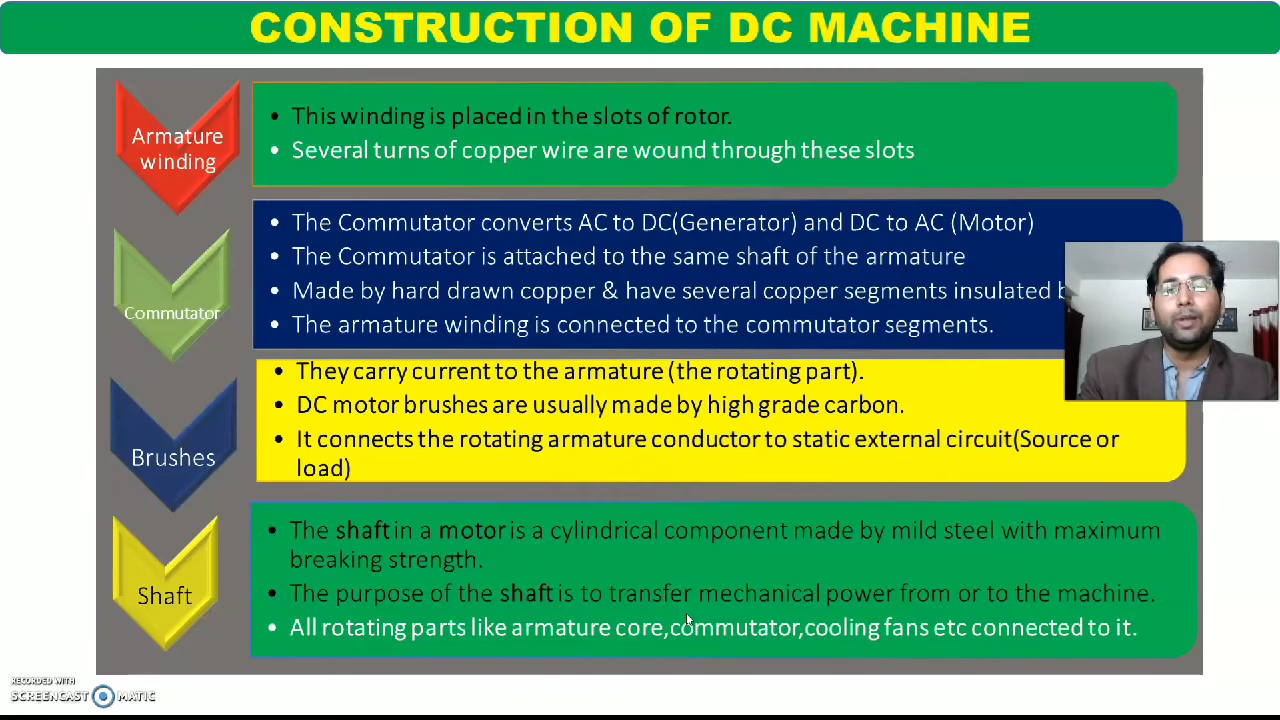 CONSTRUCTION OF DC MACHINE
Armature
winding
• This winding is placed in the slots of rotor.
• Several turns of copper wire are wound through these slots
Commutator
• The Commutator converts AC to DC(Generator) and DC to AC (Motor)
• The Commutator is attached to the same shaft of the armature
• Made by hard drawn copper & have several copper segments insulated
• The armature winding is connected to the commutator segments.
Brushes
• They carry current to the armature (the rotating part).
• DC motor brushes are usually made by high grade carbon.
• It connects the rotating armature conductor to static external circuit(Source or
load)
Shaft
• The shaft in a motor is a cylindrical component made by mild steel with maximum
breaking strength.
• The purpose of the shaft is to transfer mechanical power from or to the machine.
• All rotating parts like armature core,commutator,cooling fans etc connected to it.
RECORDED WITH
SCREENCAST MATIC